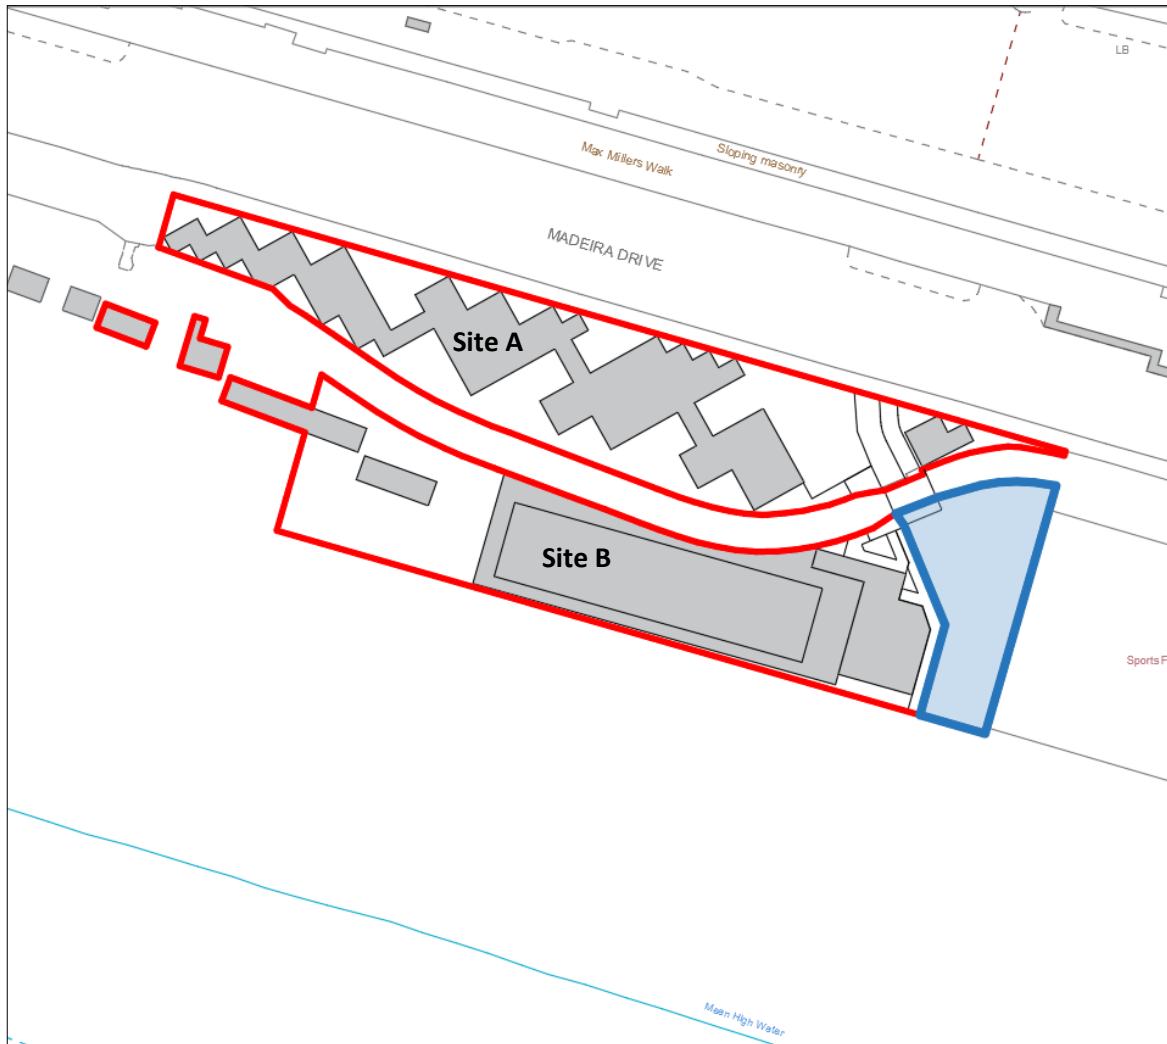 LB
Sloping masonry
Max Millers Walk
MADEIRA DRIVE
Site A
Site B
Sports F
Mean High Water